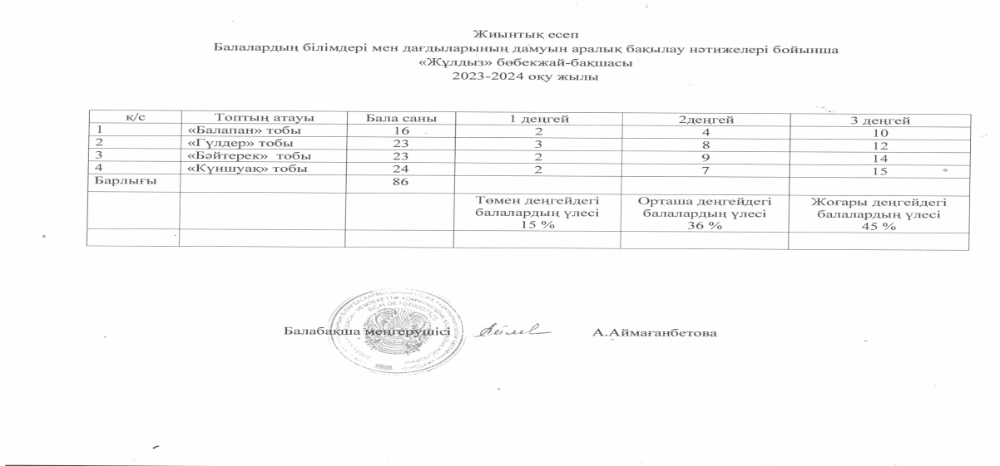 Жиынтық есеп
Балалардың білімдері мен дағдыларының дамуын аралық бақылау нәтижелері бойынша
«Жұлдыз» бөбекжай-бақшасы
2023-2024 оқу жылы
к/с Топтың атауы Бала саны 1 деңгей 2деңгей 3 деңгей
1 «Балапан» тобы 16 2 4 10
2 «Гүлдер» тобы 23 3 8 12
3 «Бәйтерек» тобы 23 2 9 14
4 «Күншуақ» тобы 24 2 7 15
Барлығы 86
Төмен деңгейдегі Орташа деңгейдегі Жоғары деңгейдегі
балалардың үлесі балалардың үлесі балалардың үлесі
15 % 36 % 45 %
БСН 061040007525
Балабақша меңгерушісі А.Аймағанбетова